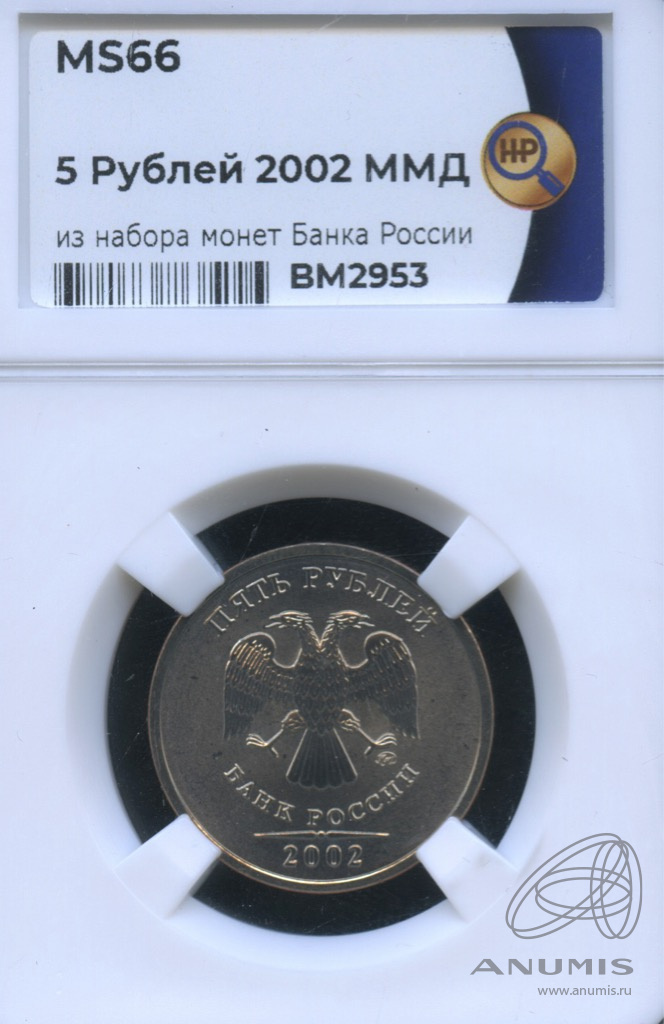 MS66
5 Рублей 2002 ММД
ННР
из набора монет Банка России
BM2953
ПЯТЬ РУБЛЕЙ
БАНК РОССИИ
2002
ANUMIS
www.anumis.ru